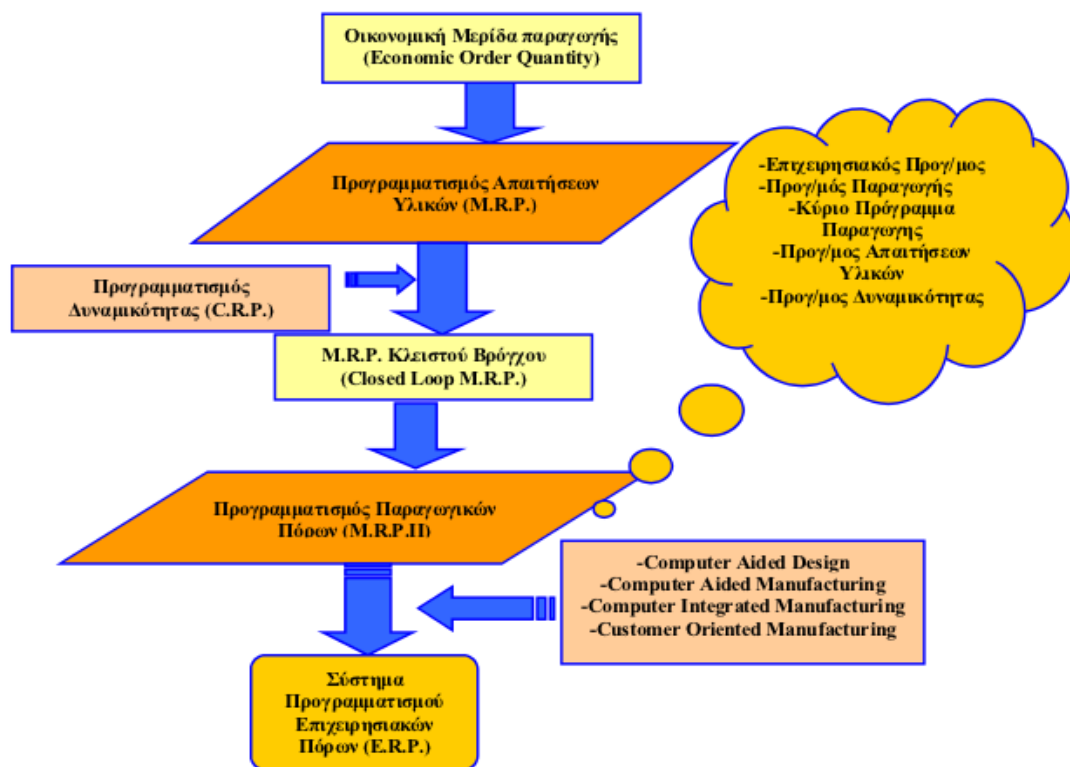 Οικονομική Μερίδα παραγωγής
(Economic Order Quantity)
Προγραμματισμός Απαιτήσεων
Υλικών (M.R.P.)
-Επιχειρησιακός Προγ/μος
-Προγ/μός Παραγωγής
-Κύριο Πρόγραμμα
Παραγωγης
-Προγ/μος Απαιτήσεων
Υλικών
-Προγ/μος Δυναμικότητας
Προγραμματισμός
Δυναμικότητας (C.R.P.)
M.R.P. Κλειστού Βρόγχου
(Closed Loop M.R.P.)
Προγραμματισμός Παραγωγικών
Πόρων (M.R.P.II)
-Computer Aided Design
-Computer Aided Manufacturing
-Computer Integrated Manufacturing
-Customer Oriented Manufacturing
Σύστημα
Προγραμματισμού
Επιχειρησιακών
Πόρων (E.R.P.)